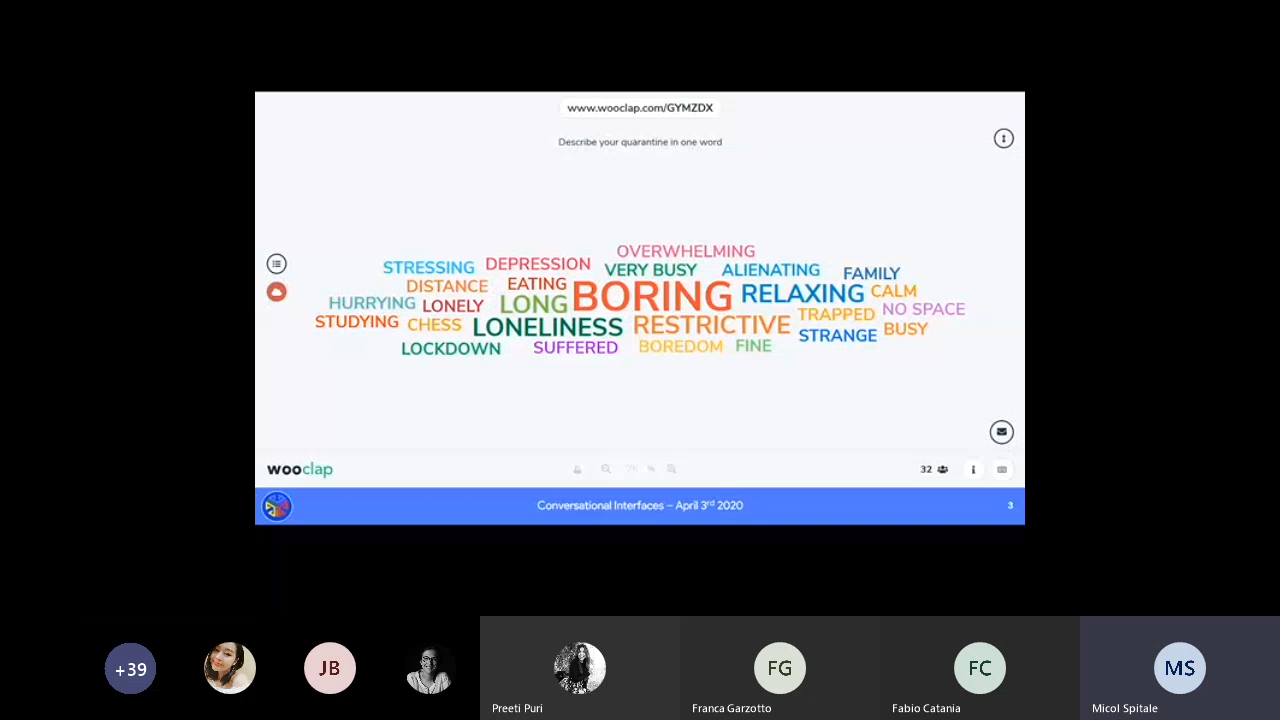 www.wooclap.com/GYMZDX
Describe your quarantine in one word
OVERWHELMING
STRESSING DEPRESSION VERY BUSY ALIENATING FAMILY
DISTANCE EATING BORING RELAXING CALM
HURRYING LONELY LONG TRAPPED NO SPACE
STUDYING CHESS LONELINESS RESTRICTIVE STRANGE BUSY
LOCKDOWN SUFFERED BOREDOM FINE
wooclap
32
Conversational Interfaces – April 3rd 2020
3
+39
JB
FG
FC
MS
Preeti Puri
Franca Garzotto
Fabio Catania
Micol Spitale